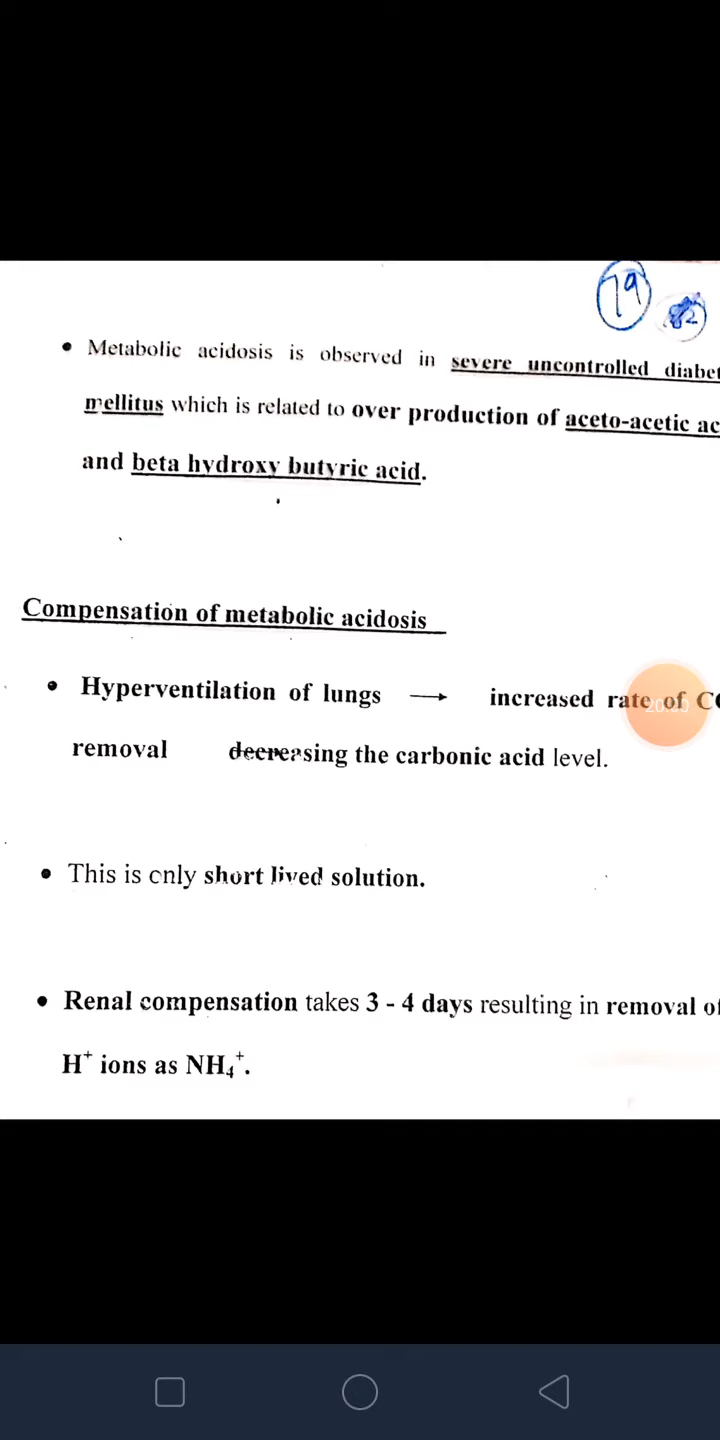 19
• Metabolic acidosis is observed in severe uncontrolled diabet
mellitus which is related to over production of aceto-acetic ac
and beta hydroxy butyric acid.
Compensation of metabolic acidosis
• Hyperventilation of lungs → increased rate of C
removal decreasing the carbonic acid level.
• This is only short lived solution.
• Renal compensation takes 3 - 4 days resulting in removal of
H⁺ ions as NH₄⁺.